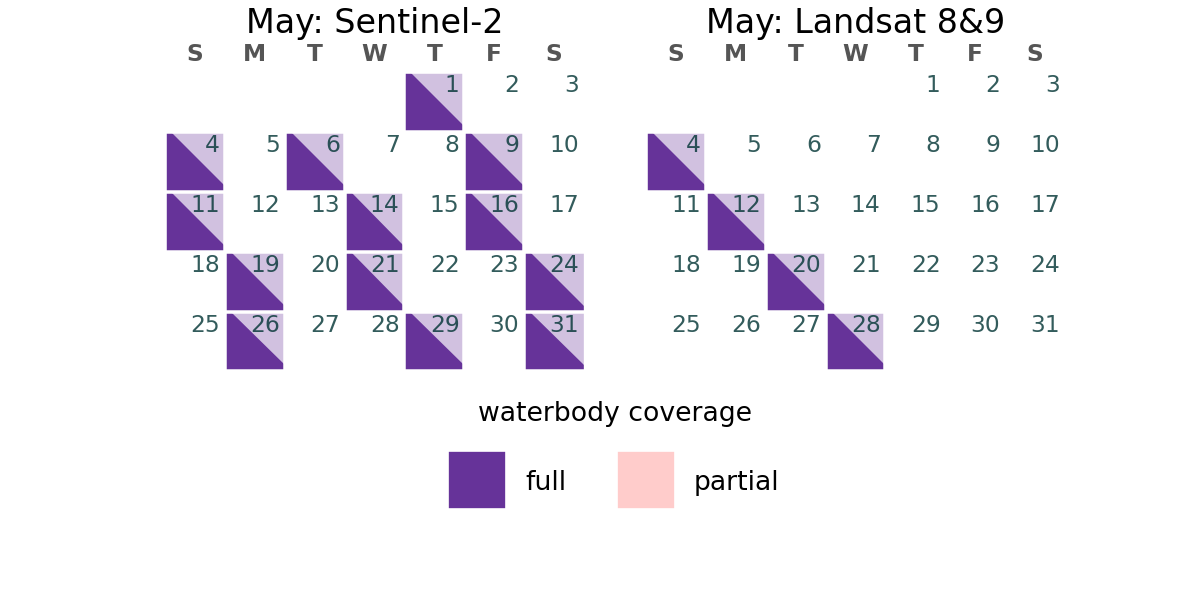 May: Sentinel-2
S M T W T F S
1 2 3
4 5 6 7 8 9 10
11 12 13 14 15 16 17
18 19 20 21 22 23 24
25 26 27 28 29 30 31
May: Landsat 8&9
S M T W T F S
1 2 3
4 5 6 7 8 9 10
11 12 13 14 15 16 17
18 19 20 21 22 23 24
25 26 27 28 29 30 31
waterbody coverage
full partial